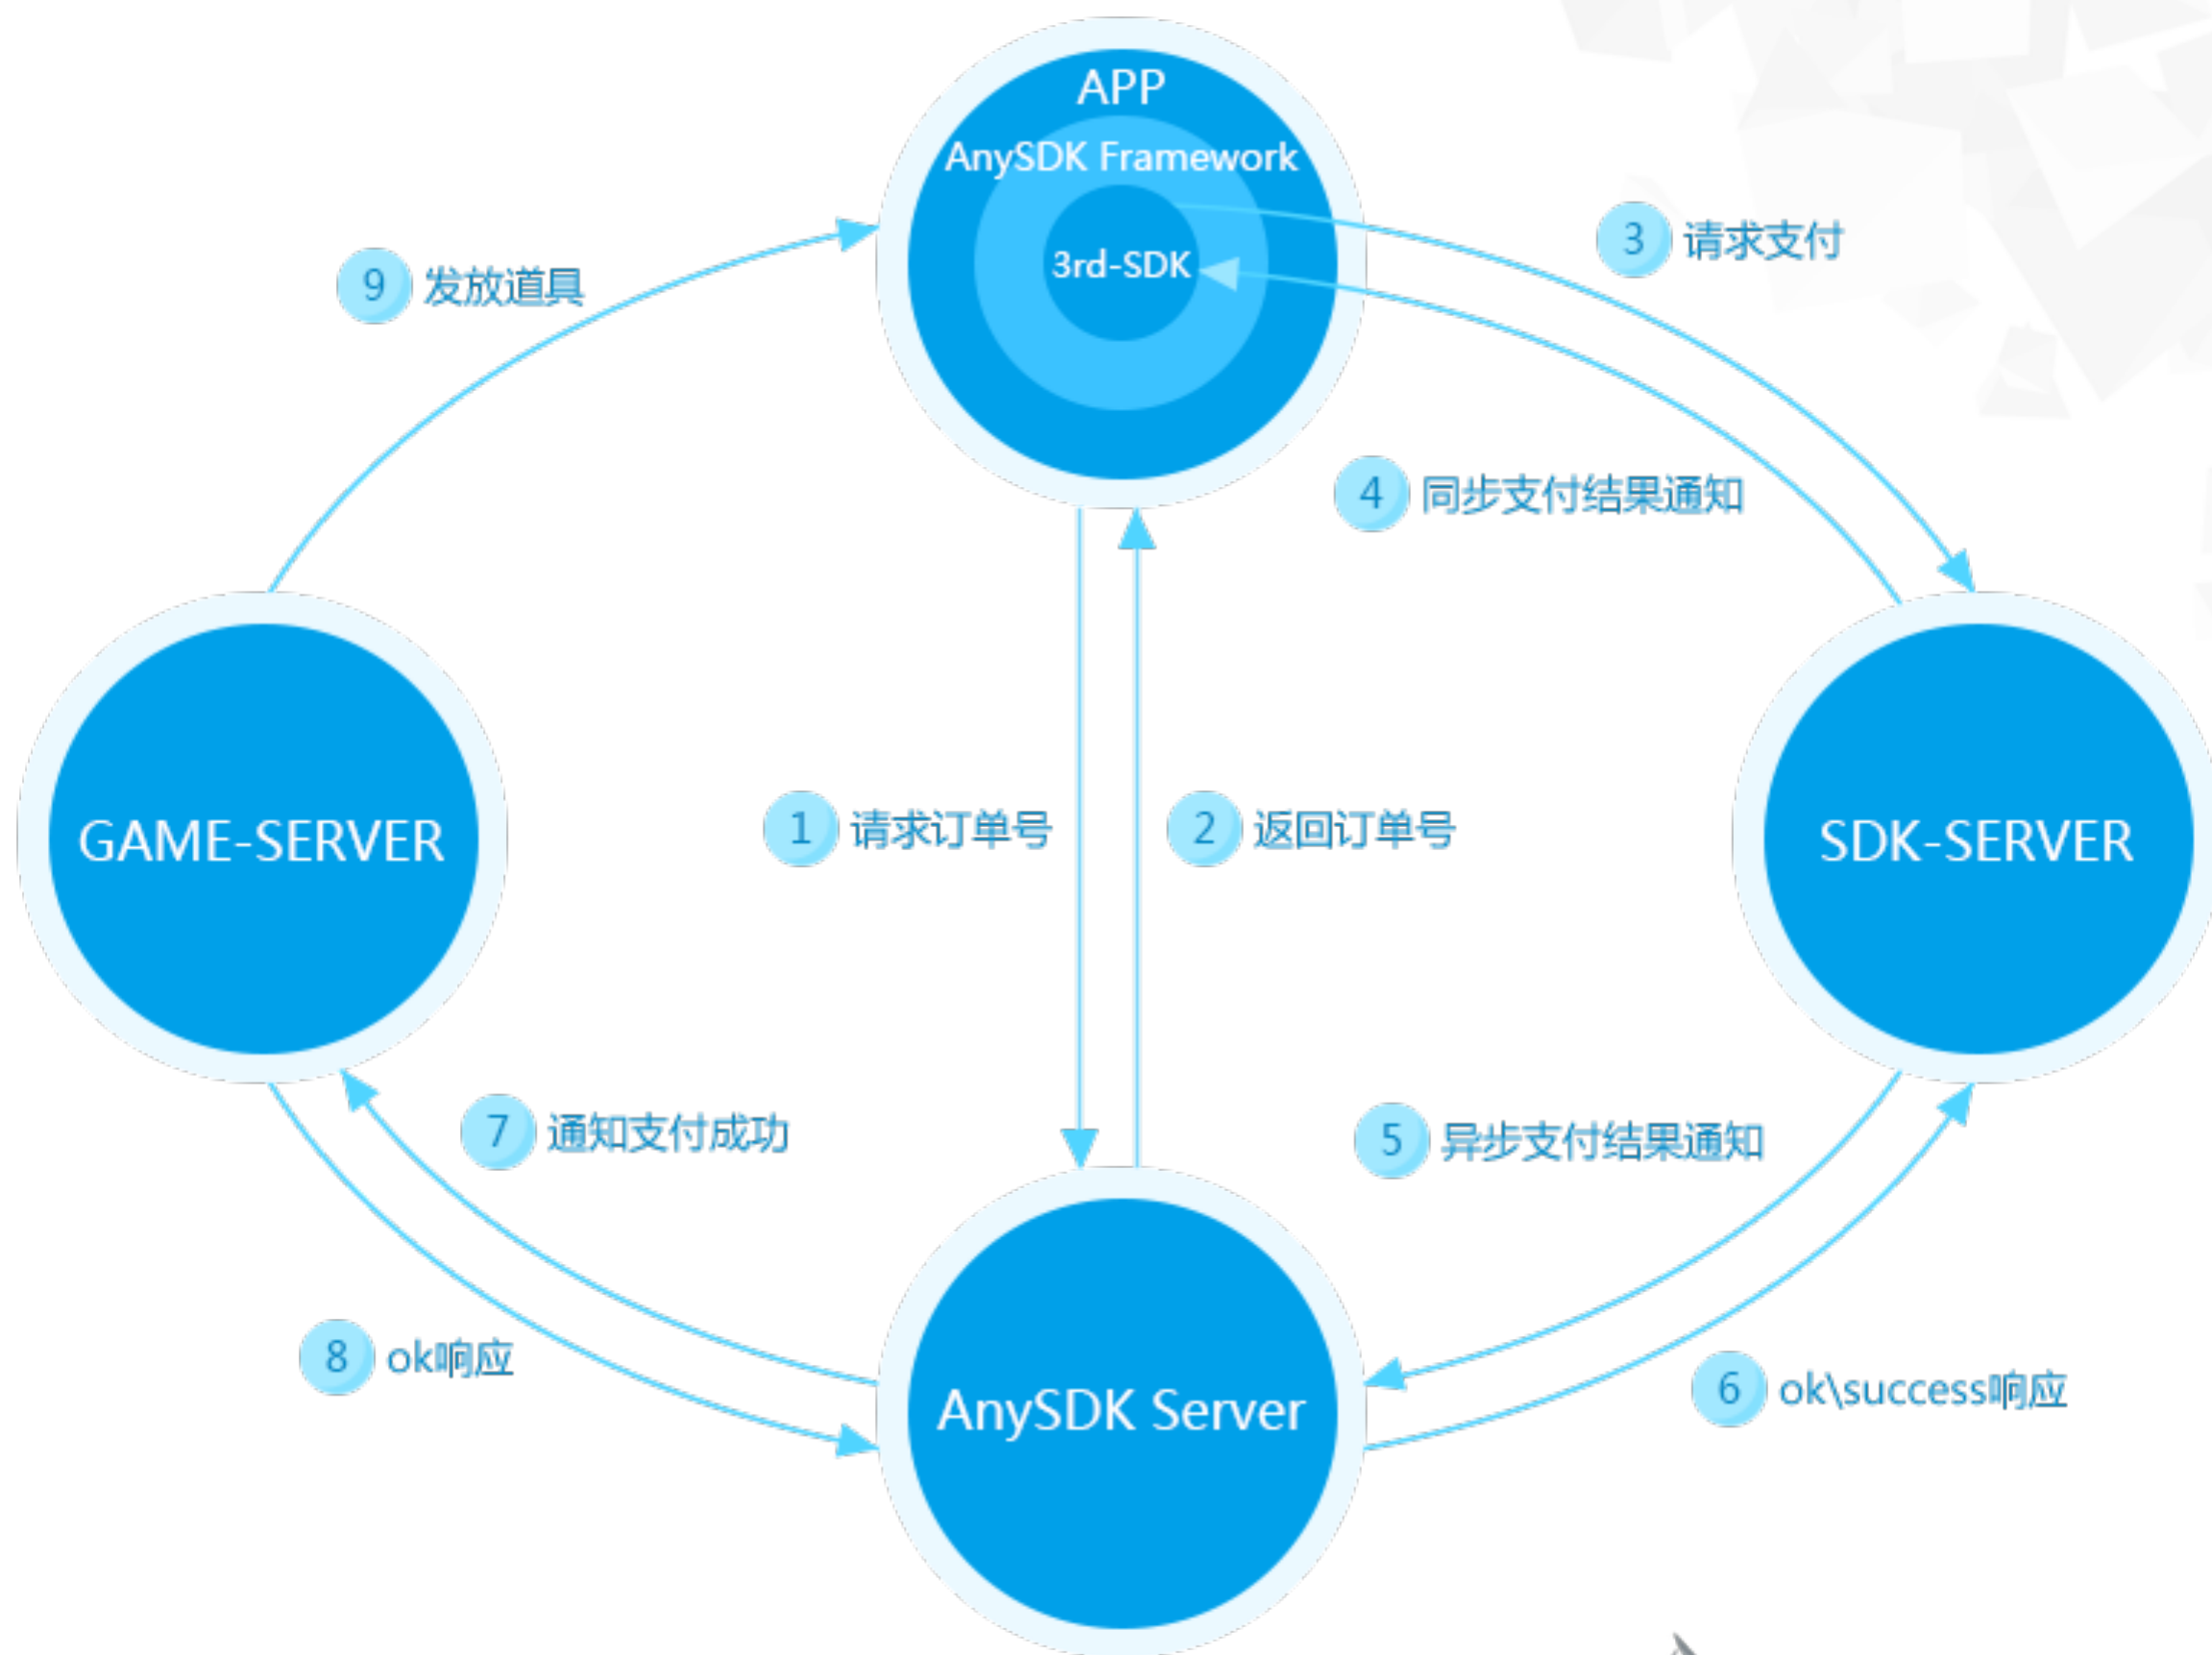 APP
AnySDK Framework
3rd-SDK
3 请求支付
9 发放道具
4 同步支付结果通知
GAME-SERVER
1 请求订单号
2 返回订单号
SDK-SERVER
7 通知支付成功
5 异步支付结果通知
8 ok响应
AnySDK Server
6 ok\success响应